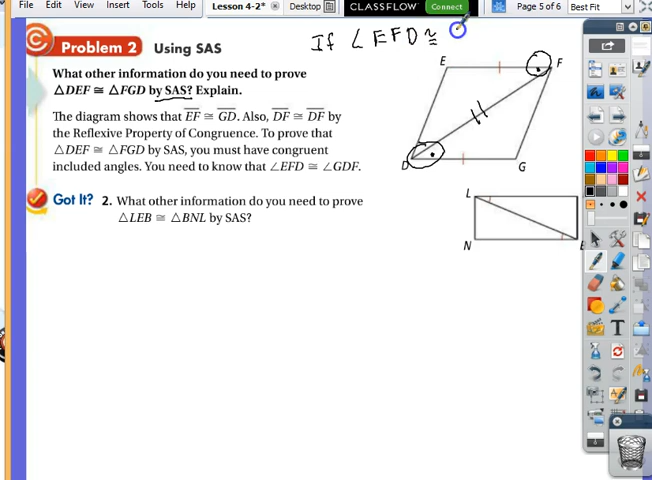 File Edit View Insert Tools Help Lesson 4-2* Desktop CLASSFLOW Connect Page 5 of 6 Best Fit
If ∠EFD ≅
Problem 2 Using SAS
What other information do you need to prove
△DEF ≅ △FGD by SAS? Explain.
The diagram shows that EF ≅ GD. Also, DF ≅ DF by
the Reflexive Property of Congruence. To prove that
△DEF ≅ △FGD by SAS, you must have congruent
included angles. You need to know that ∠EFD ≅ ∠GDF.
E
F
D
G
Got It? 2. What other information do you need to prove
△LEB ≅ △BNL by SAS?
L
N